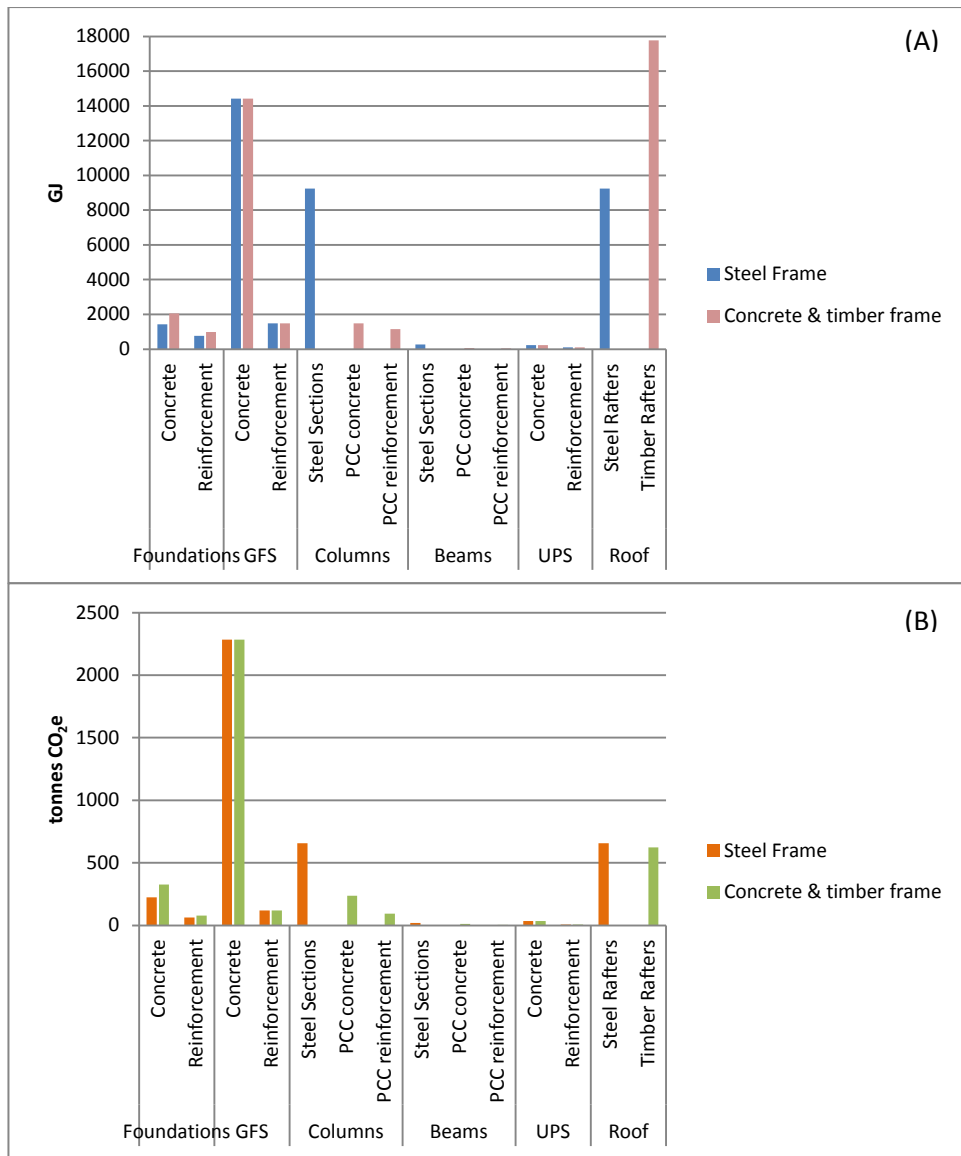 (A)
18000
16000
14000
12000
10000
8000
6000
4000
2000
0
GJ
Steel Frame
Concrete & timber frame
Concrete
Reinforcement
Concrete
Reinforcement
Steel Sections
PCC concrete
PCC reinforcement
Steel Sections
PCC concrete
PCC reinforcement
Concrete
Reinforcement
Steel Rafters
Timber Rafters
Foundations GFS Columns Beams UPS Roof
(B)
2500
2000
1500
1000
500
0
tonnes CO₂e
Steel Frame
Concrete & timber frame
Concrete
Reinforcement
Concrete
Reinforcement
Steel Sections
PCC concrete
PCC reinforcement
Steel Sections
PCC concrete
PCC reinforcement
Concrete
Reinforcement
Steel Rafters
Timber Rafters
Foundations GFS Columns Beams UPS Roof